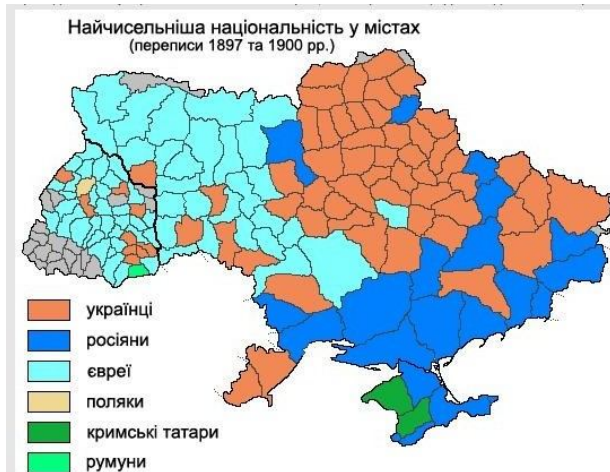 Найчисельніша національність у містах
(переписи 1897 та 1900 рр.)
українці
росіяни
євреї
поляки
кримські татари
румуни